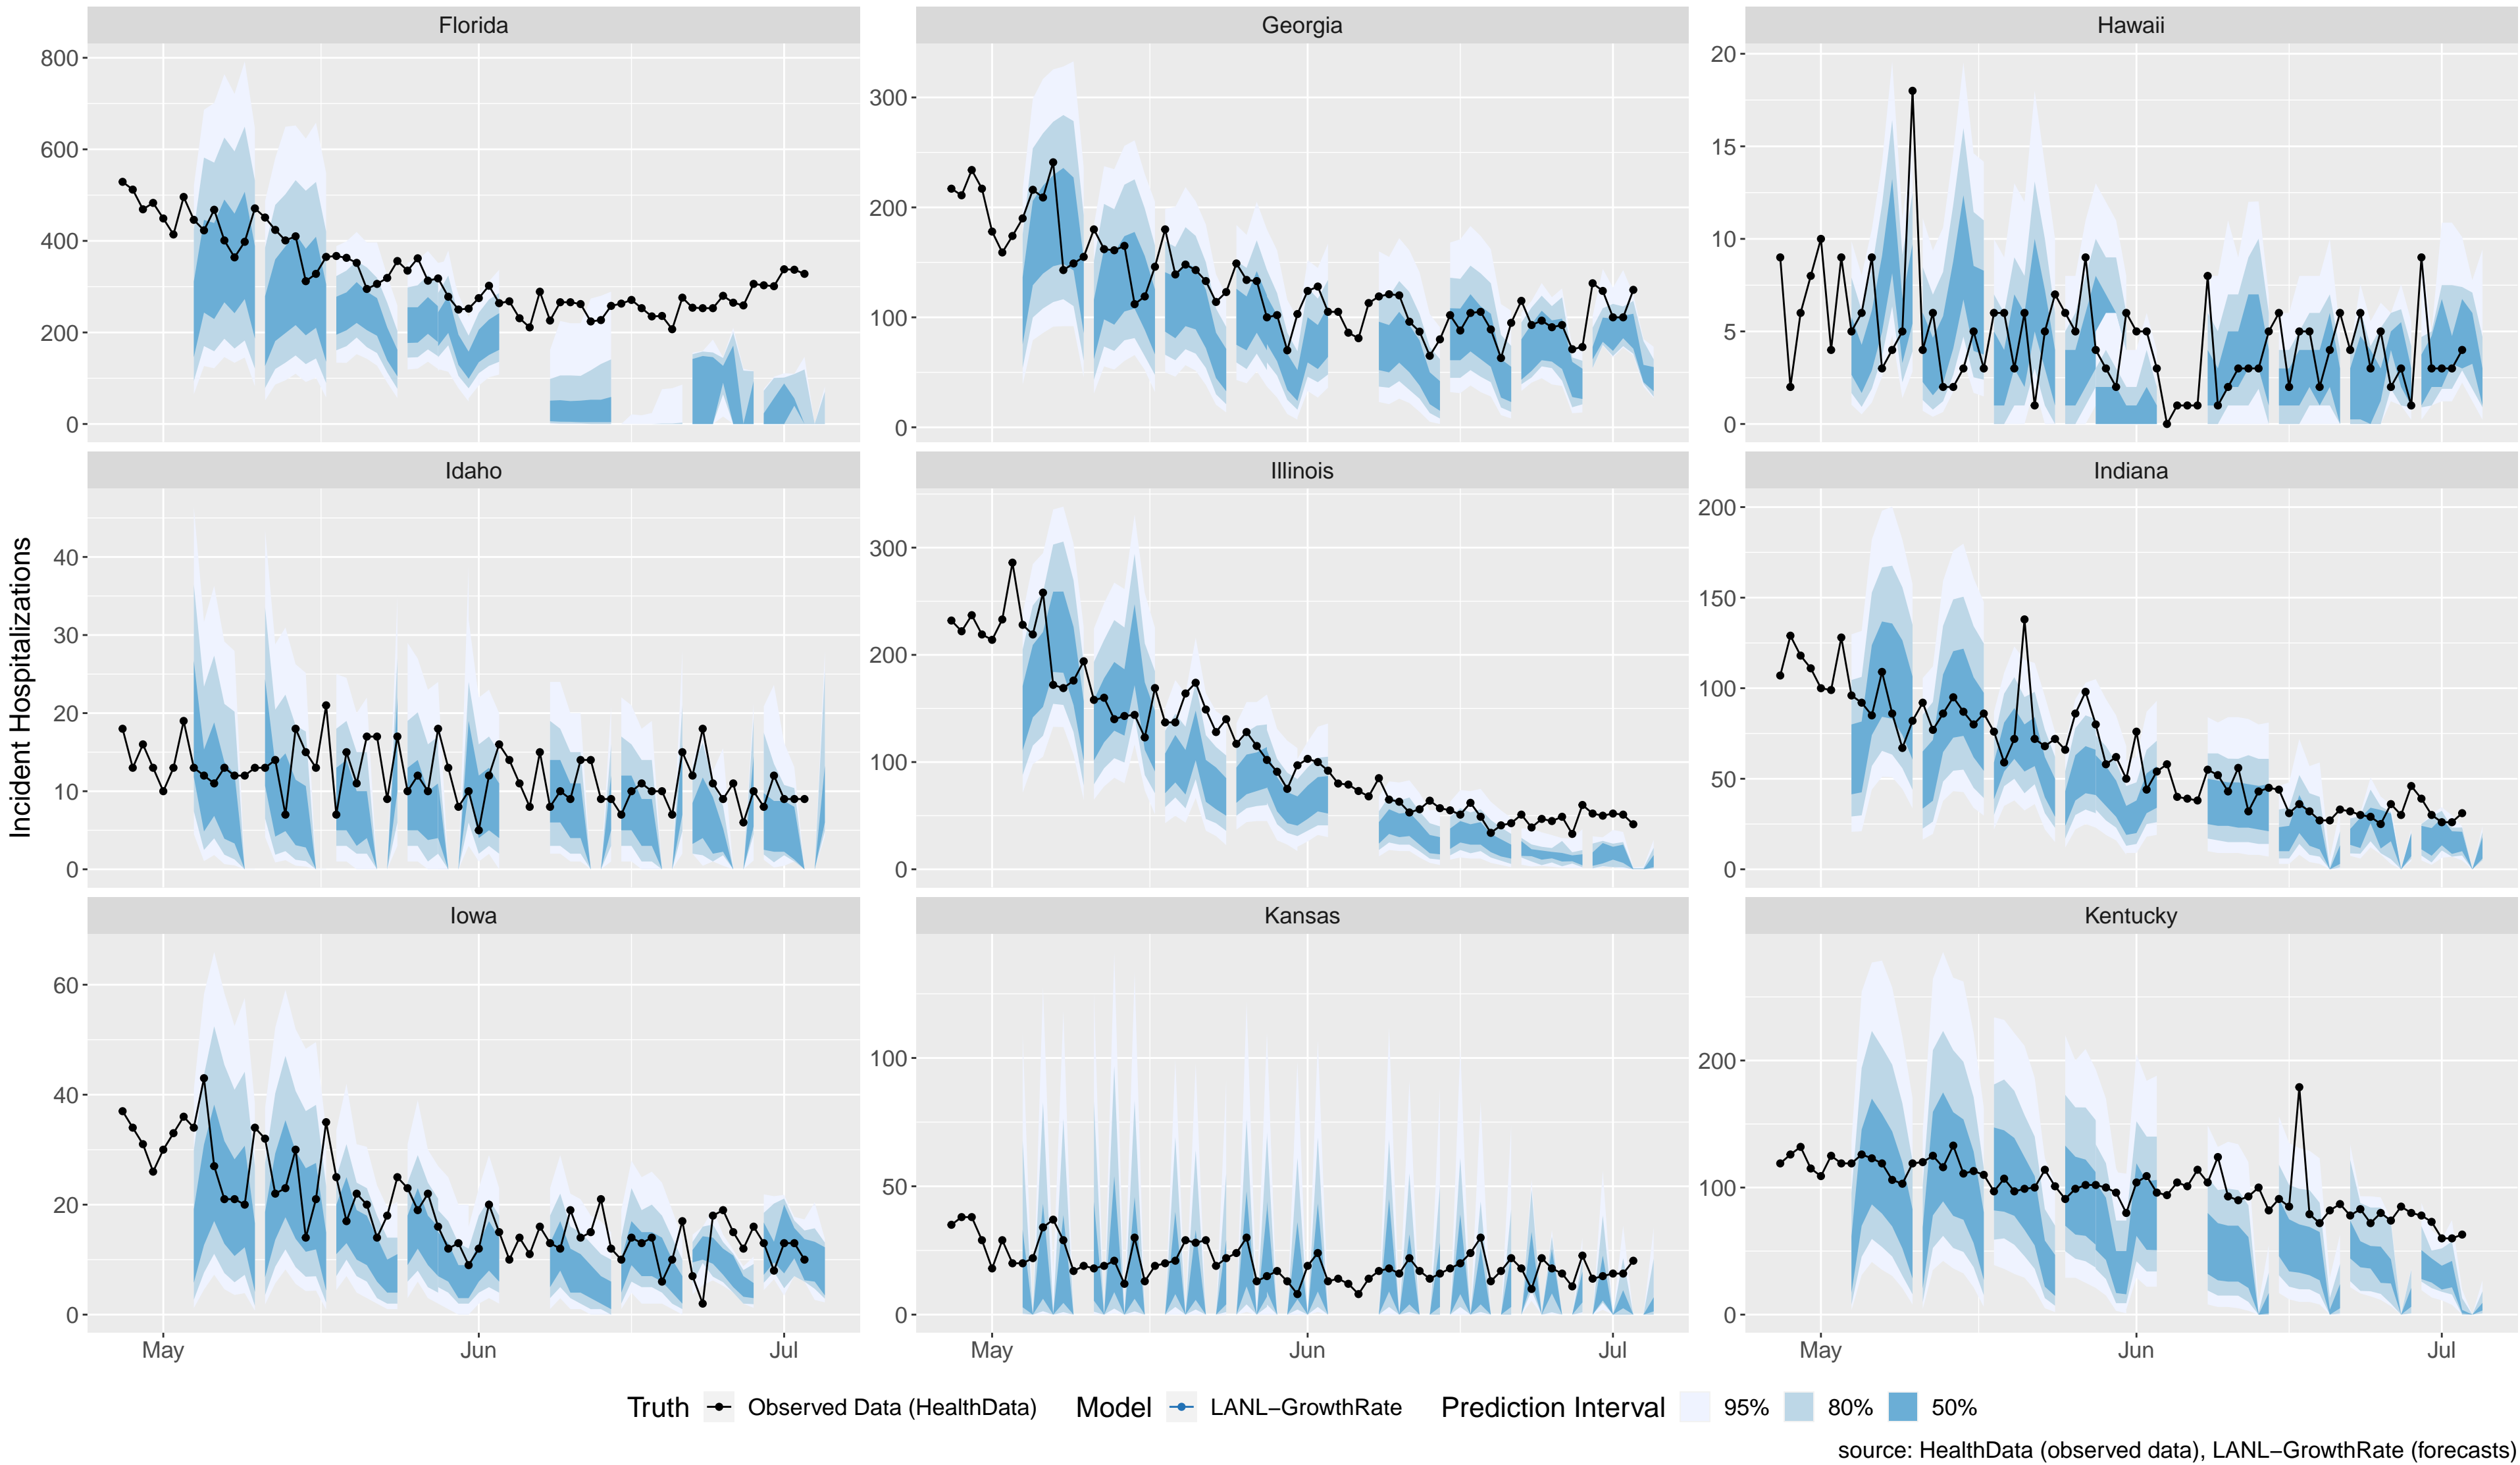 Florida
Georgia
Hawaii
800
600
400
200
0
300
200
100
0
20
15
10
5
0
Idaho
Illinois
Indiana
40
30
20
10
0
300
200
100
0
200
150
100
50
0
Incident Hospitalizations
Iowa
Kansas
Kentucky
60
40
20
0
100
50
0
200
100
0
May Jun Jul
May Jun Jul
May Jun Jul
Truth Observed Data (HealthData) Model LANL−GrowthRate Prediction Interval 95% 80% 50%
source: HealthData (observed data), LANL−GrowthRate (forecasts)